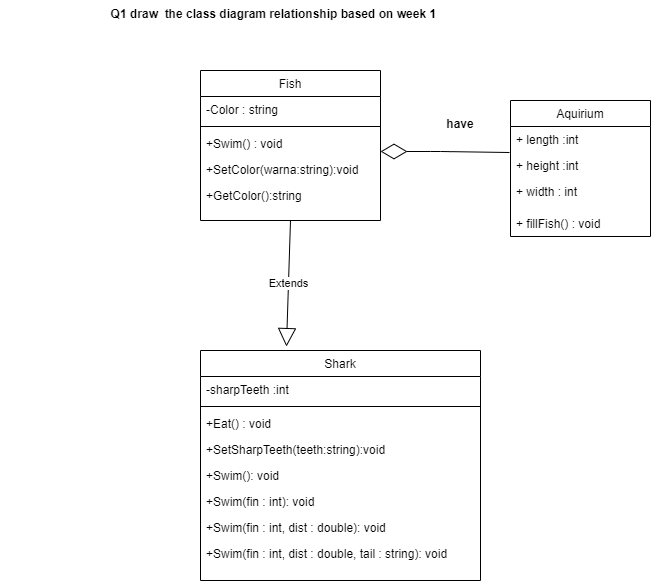 Q1 draw  the class diagram relationship based on week 1
Fish
-Color : string
+Swim() : void
+SetColor(warna:string):void
+GetColor():string
have
Aquirium
+ length :int
+ height :int
+ width : int
+ fillFish() : void
Extends
Shark
-sharpTeeth :int
+Eat() : void
+SetSharpTeeth(teeth:string):void
+Swim(): void
+Swim(fin : int): void
+Swim(fin : int, dist : double): void
+Swim(fin : int, dist : double, tail : string): void